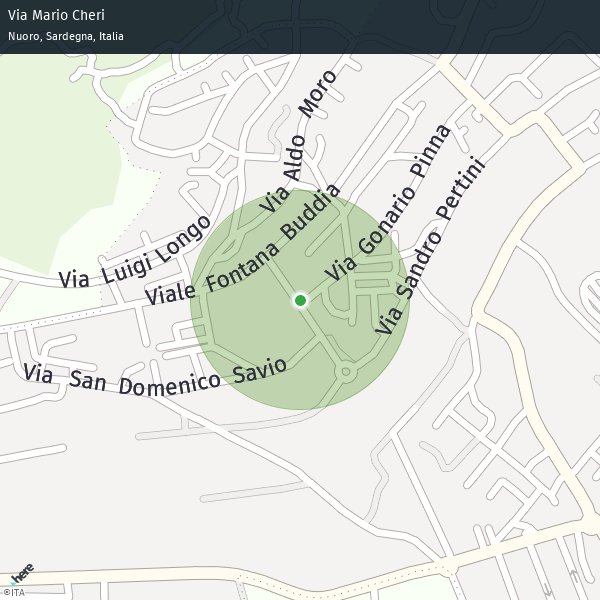 Via Mario Cheri
Nuoro, Sardegna, Italia
Via Aldo Moro
Via Luigi Longo
Viale Fontana Buddia
Via Gonario Pinna
Via Sandro Pertini
Via San Domenico Savio
here
©ITA